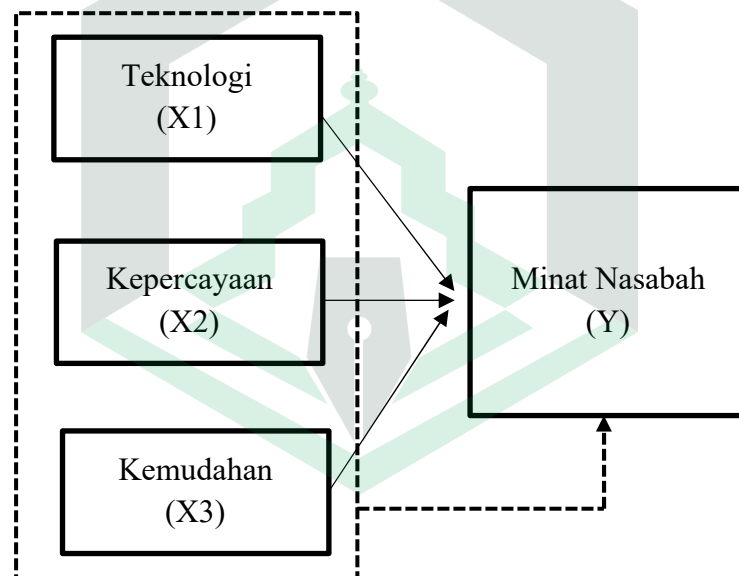 Teknologi
(X1)
Kepercayaan
(X2)
Kemudahan
(X3)
Minat Nasabah
(Y)